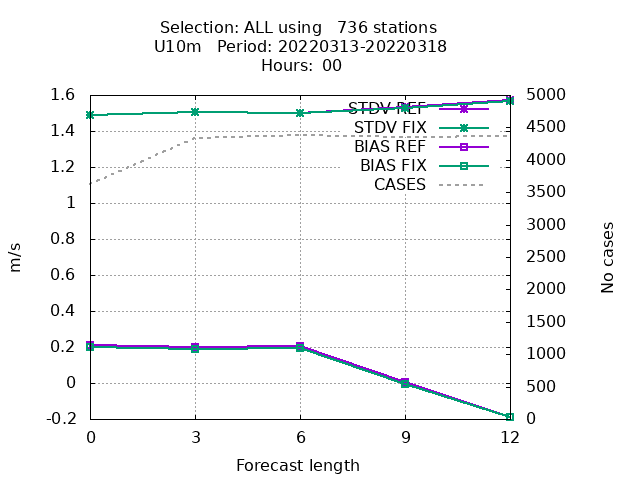 Selection: ALL using   736 stations
U10m   Period: 20220313-20220318
Hours: 00
1.6
1.4
1.2
1
0.8
0.6
0.4
0.2
0
-0.2
m/s
STDV REF
STDV FIX
BIAS REF
BIAS FIX
CASES
5000
4500
4000
3500
3000
2500
2000
1500
1000
500
0
No cases
0 3 6 9 12
Forecast length